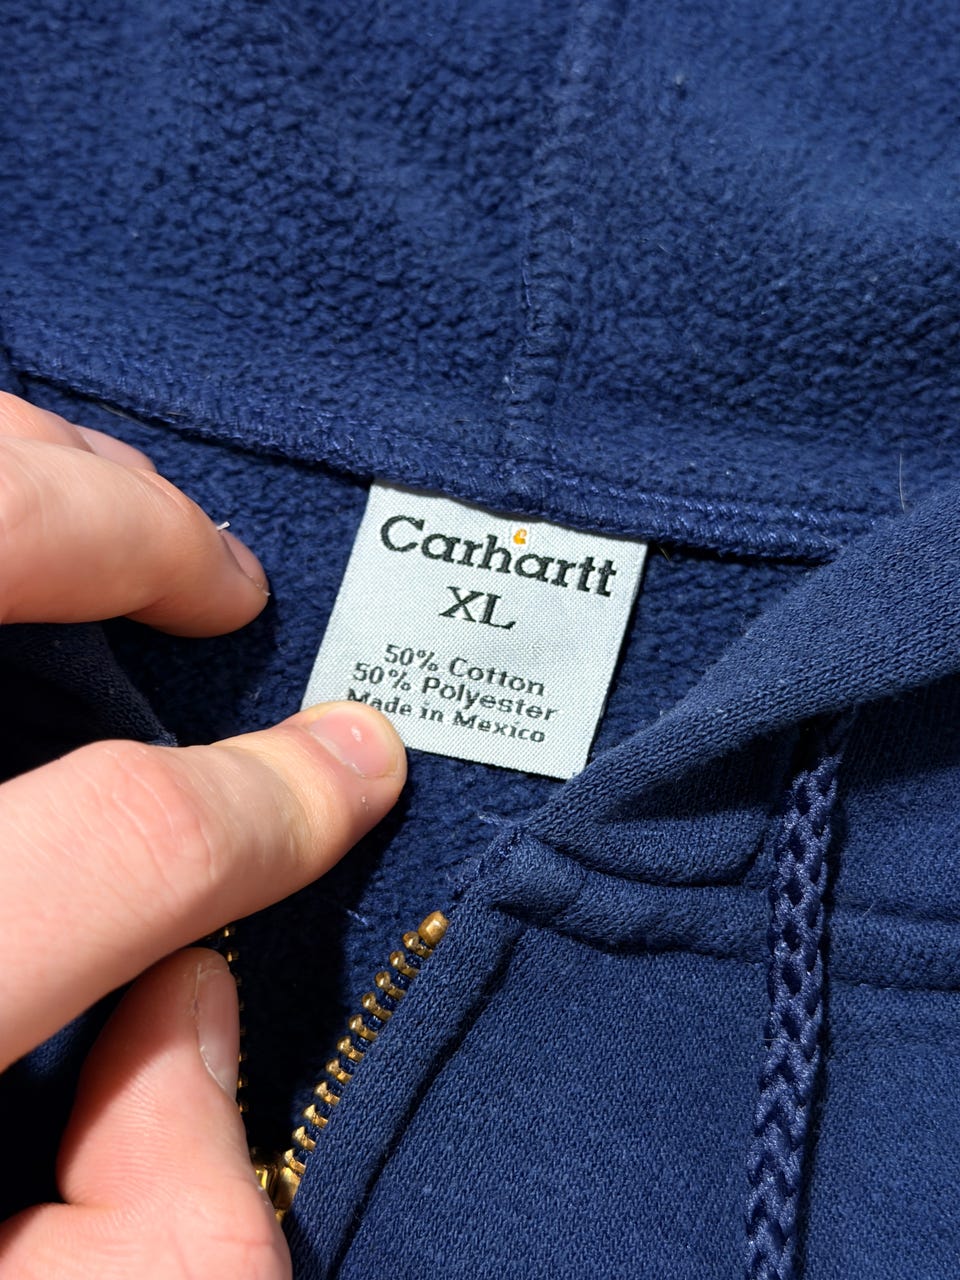 Carhartt
XL
50% Cotton
50% Polyester
Made in Mexico